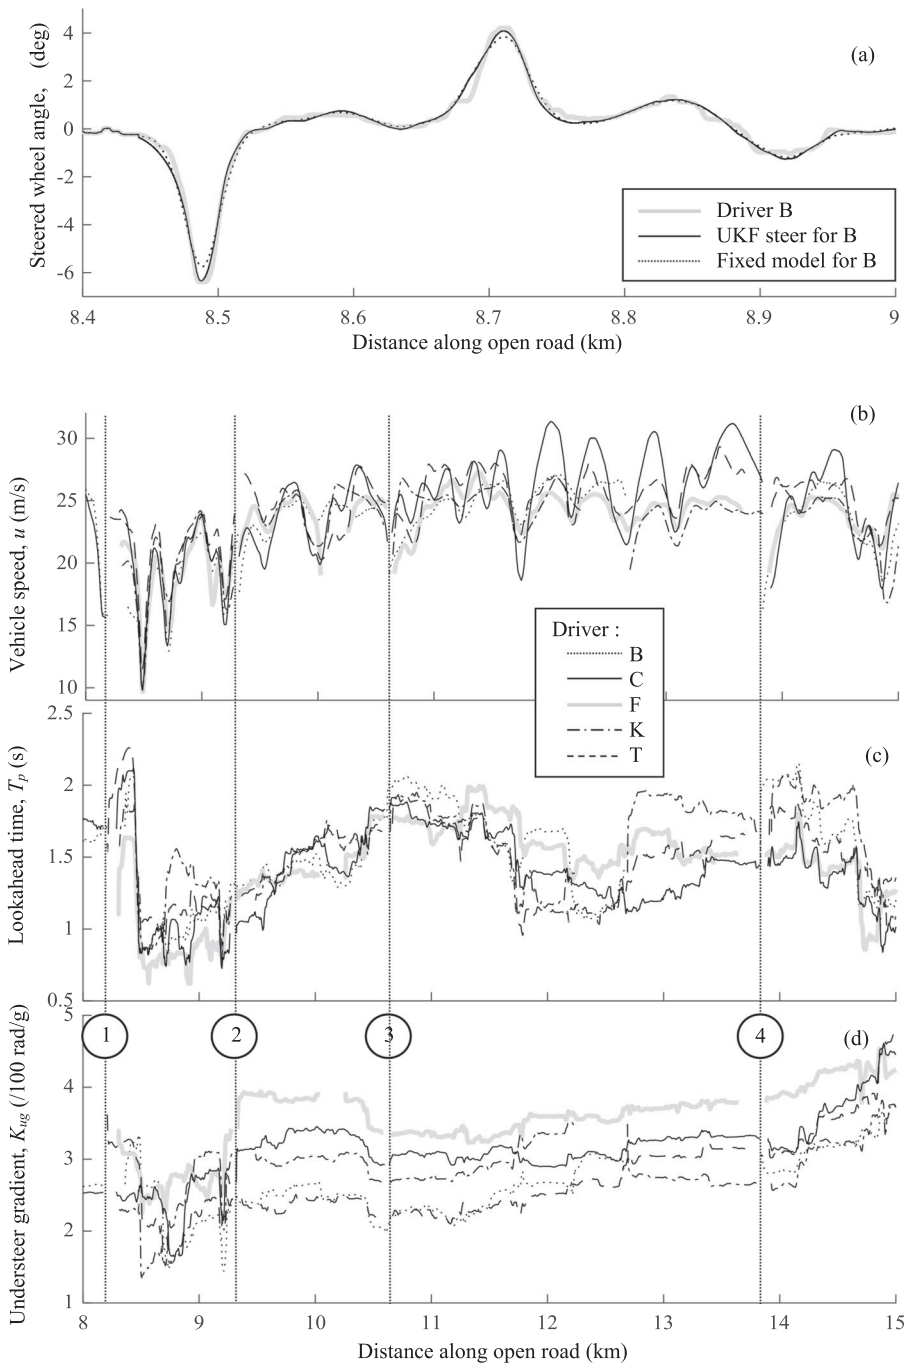 Steered wheel angle, (deg)
4
2
0
-2
-4
-6
(a)
Driver B
UKF steer for B
Fixed model for B
8.4
8.5
8.6
8.7
8.8
8.9
9
Distance along open road (km)
Vehicle speed, u (m/s)
(b)
30
25
20
15
10
Driver :
B
C
F
K
T
Lookahead time, Tₚ (s)
2.5
2
1.5
1
0.5
(c)
Understeer gradient, K_ug (/100 rad/g)
5
4
3
2
1
1
2
3
4
(d)
8
9
10
11
12
13
14
15
Distance along open road (km)